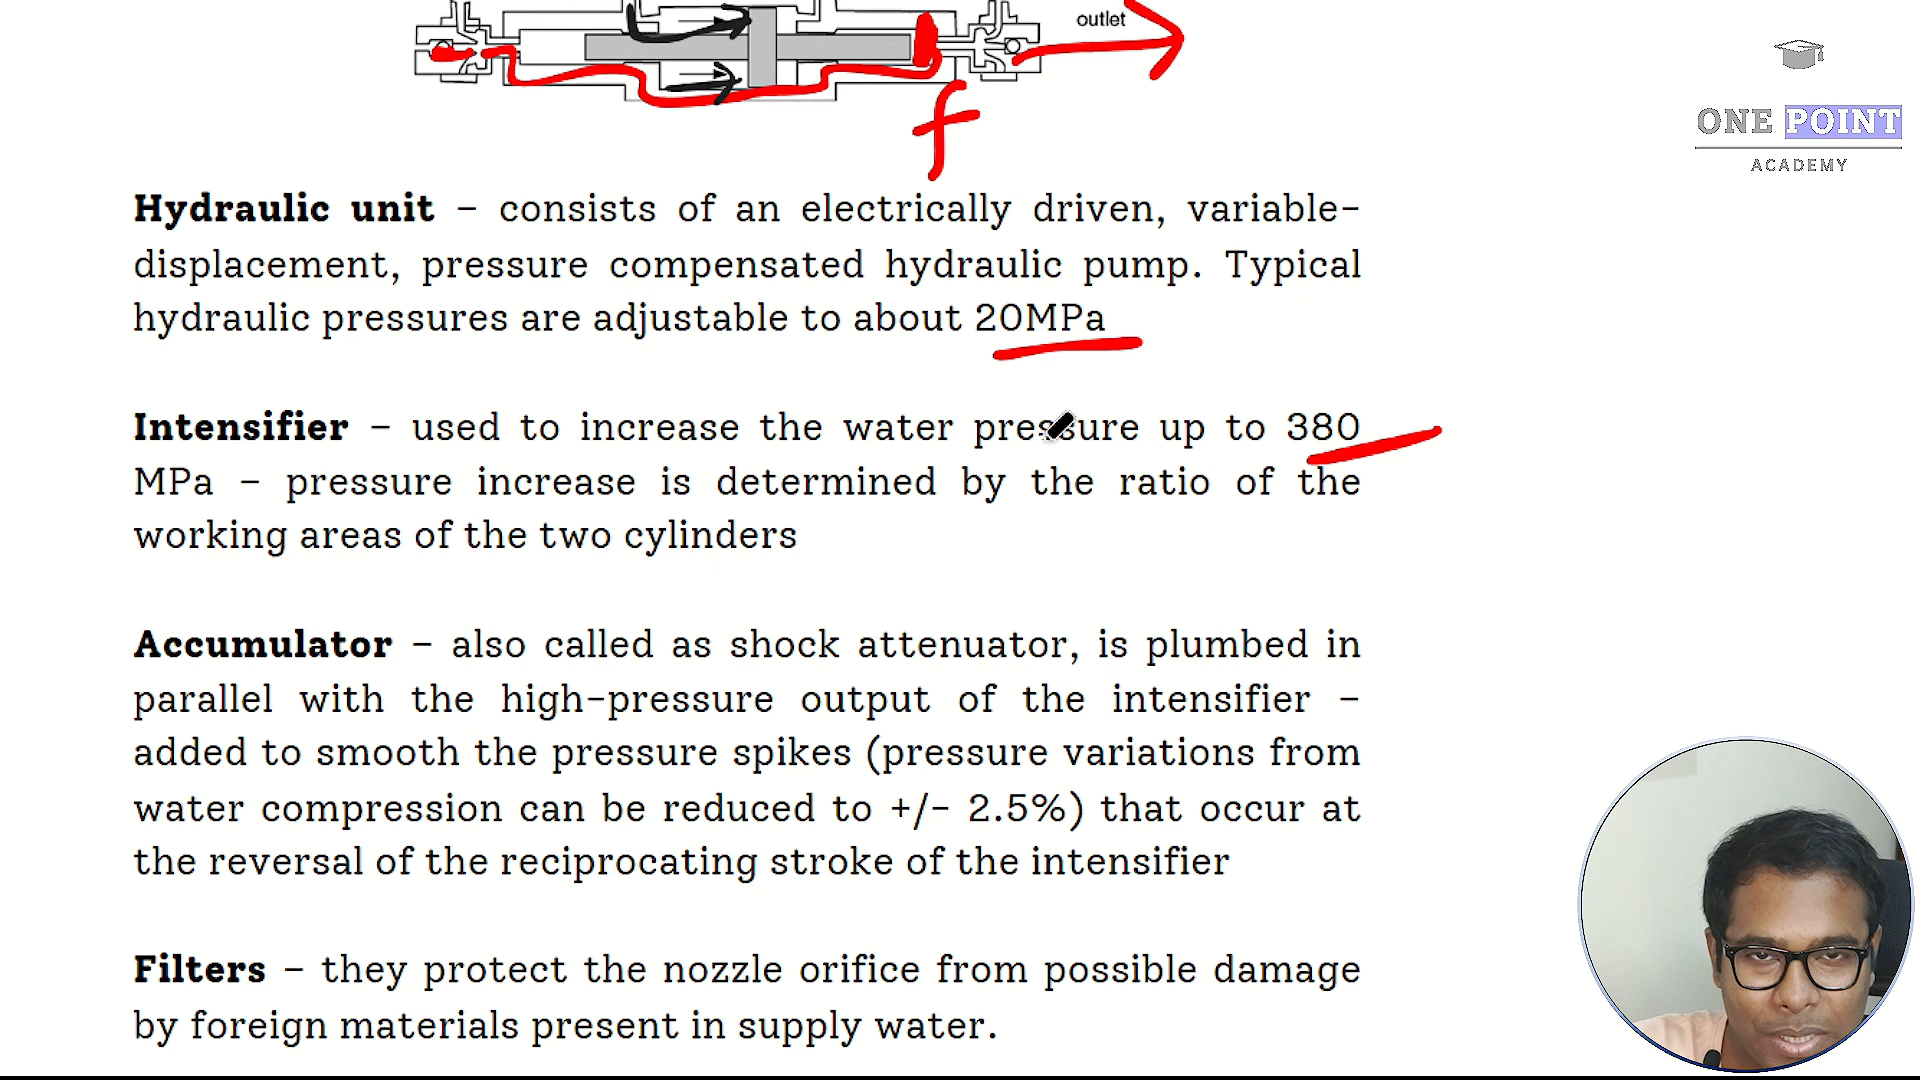 outlet
ONE POINT
ACADEMY
f
Hydraulic unit – consists of an electrically driven, variable-
displacement, pressure compensated hydraulic pump. Typical
hydraulic pressures are adjustable to about 20MPa
Intensifier – used to increase the water pressure up to 380
MPa – pressure increase is determined by the ratio of the
working areas of the two cylinders
Accumulator – also called as shock attenuator, is plumbed in
parallel with the high-pressure output of the intensifier –
added to smooth the pressure spikes (pressure variations from
water compression can be reduced to +/- 2.5%) that occur at
the reversal of the reciprocating stroke of the intensifier
Filters – they protect the nozzle orifice from possible damage
by foreign materials present in supply water.